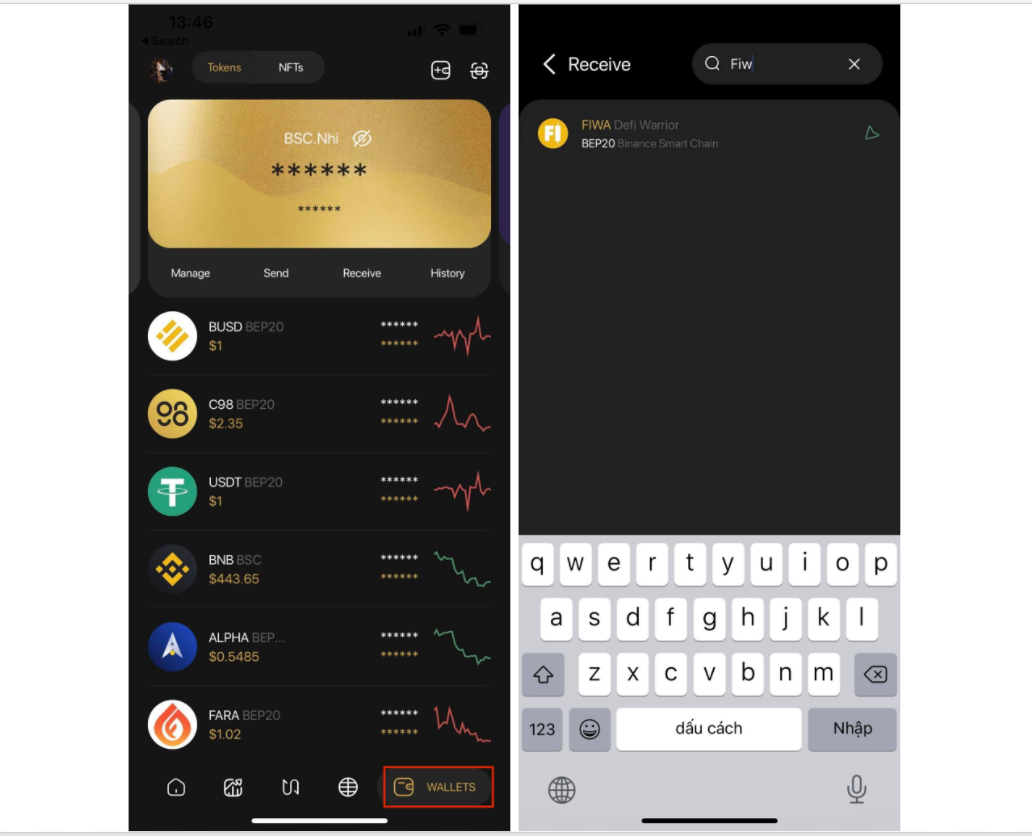 13:46
◄ Search
Tokens
NFTs
BSC.Nhi
******
******
Manage
Send
Receive
History
BUSD BEP20
******
$1
******
98
C98 BEP20
******
$2.35
******
USDT BEP20
******
$1
******
BNB BSC
******
$443.65
******
ALPHA BEP...
******
$0.5485
******
FARA BEP20
******
$1.02
******
WALLETS
Receive
Fiw
FI
FIWA Defi Warrior
BEP20 Binance Smart Chain
q w e r t y u i o p
a s d f g h j k l
z x c v b n m
123
dấu cách
Nhập